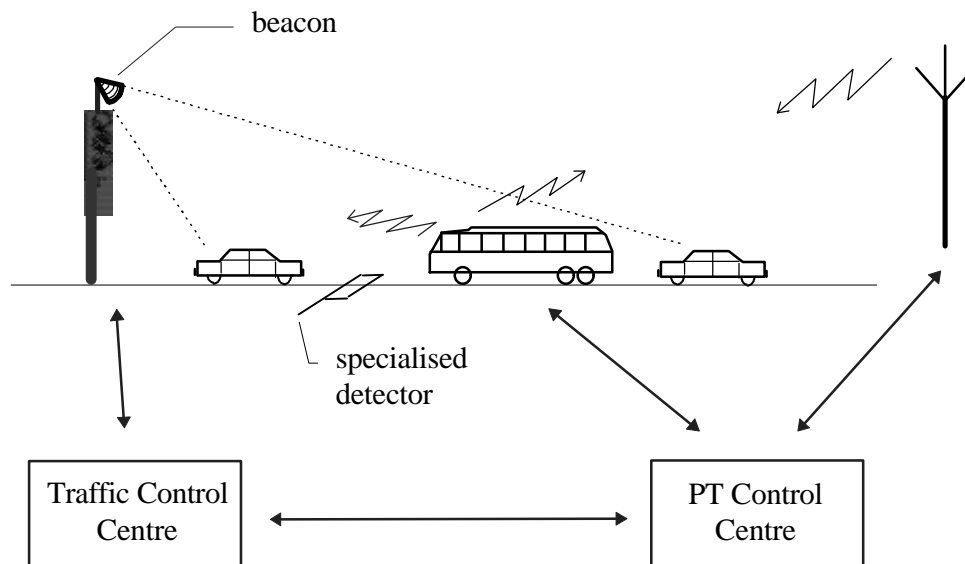 beacon
specialised
detector
Traffic Control
Centre
PT Control
Centre